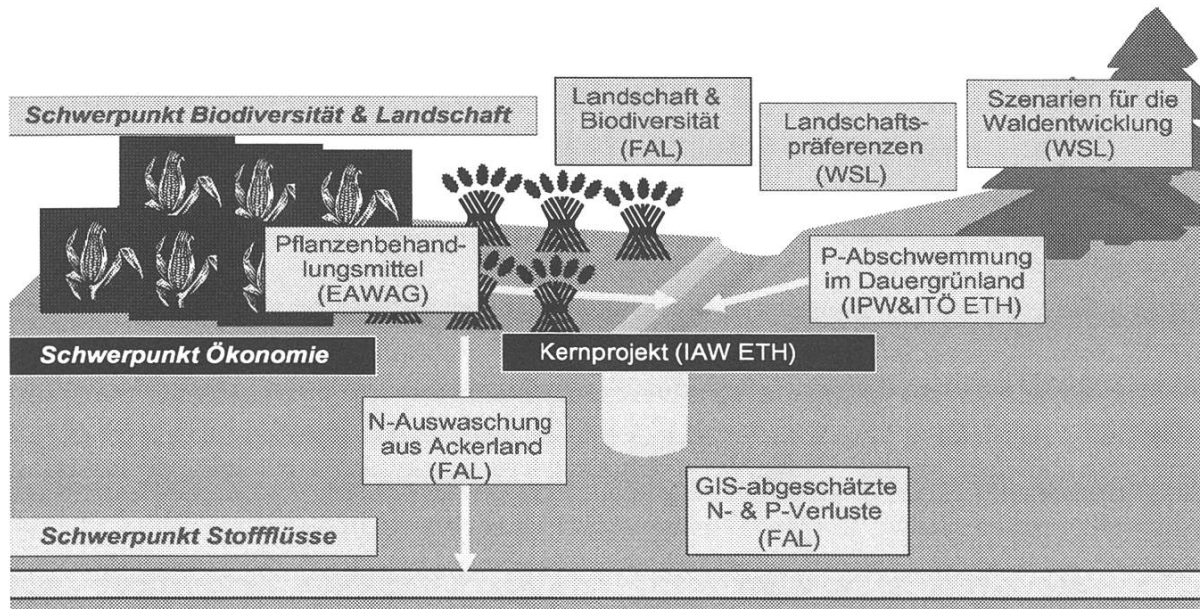 Schwerpunkt Biodiversität & Landschaft
Landschaft &
Biodiversität
(FAL)
Landschafts-
präferenzen
(WSL)
Szenarien für die
Waldentwicklung
(WSL)
Pflanzenbehand-
lungsmittel
(EAWAG)
P-Abschwemmung
im Dauergrünland
(IPW&ITÖ ETH)
Schwerpunkt Ökonomie
Kernprojekt (IAW ETH)
N-Auswaschung
aus Ackerland
(FAL)
GIS-abgeschätzte
N- & P-Verluste
(FAL)
Schwerpunkt Stoffflüsse